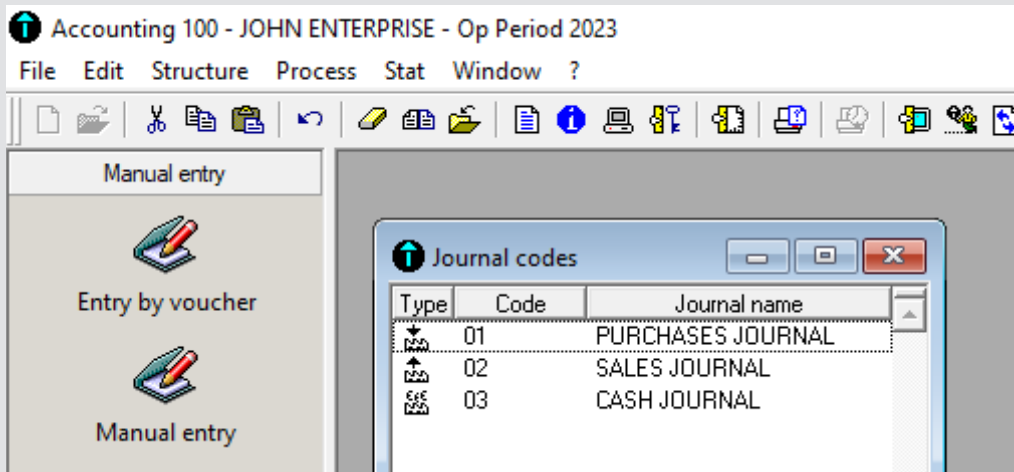 Accounting 100 - JOHN ENTERPRISE - Op Period 2023
File Edit Structure Process Stat Window ?
Manual entry
Entry by voucher
Manual entry
Journal codes
Type Code Journal name
01 PURCHASES JOURNAL
02 SALES JOURNAL
03 CASH JOURNAL